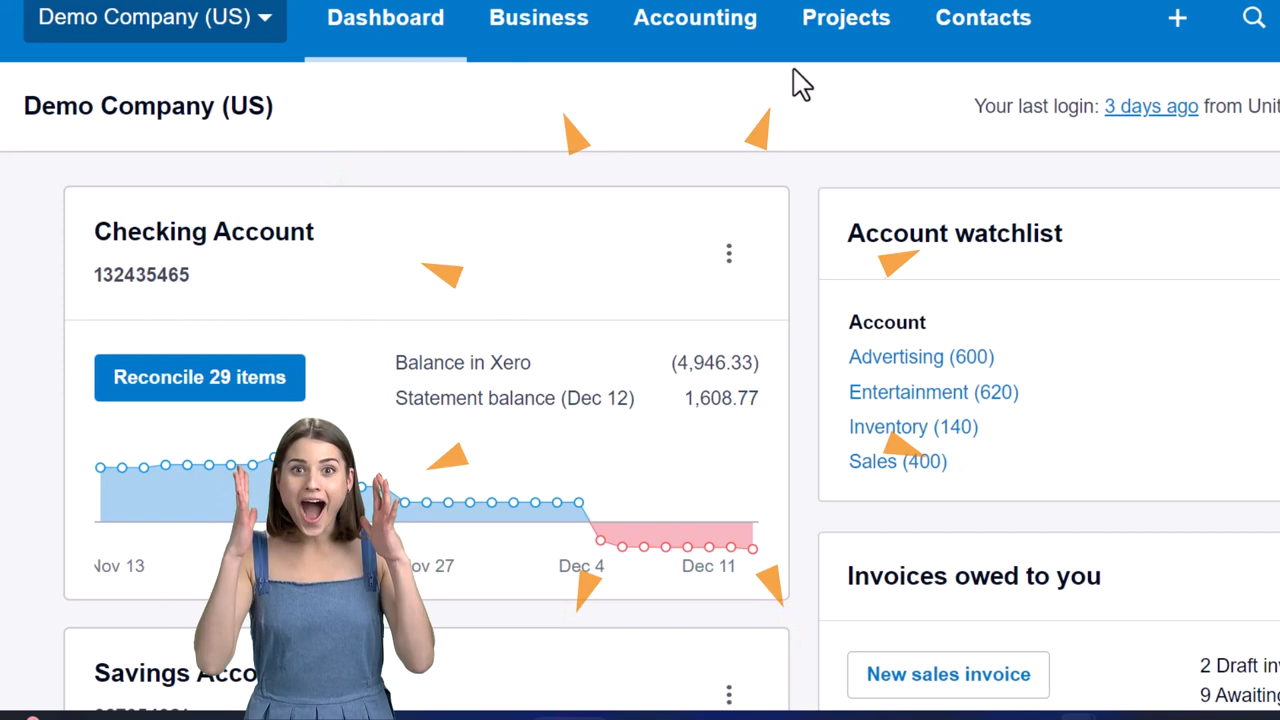 Demo Company (US) Dashboard Business Accounting Projects Contacts
Demo Company (US)
Your last login: 3 days ago from
Checking Account
132435465
Reconcile 29 items
Balance in Xero (4,946.33)
Statement balance (Dec 12) 1,608.77
Nov 13 Nov 27 Dec 4 Dec 11
Savings
Account watchlist
Account
Advertising (600)
Entertainment (620)
Inventory (140)
Sales (400)
Invoices owed to you
New sales invoice
2 Draft
9